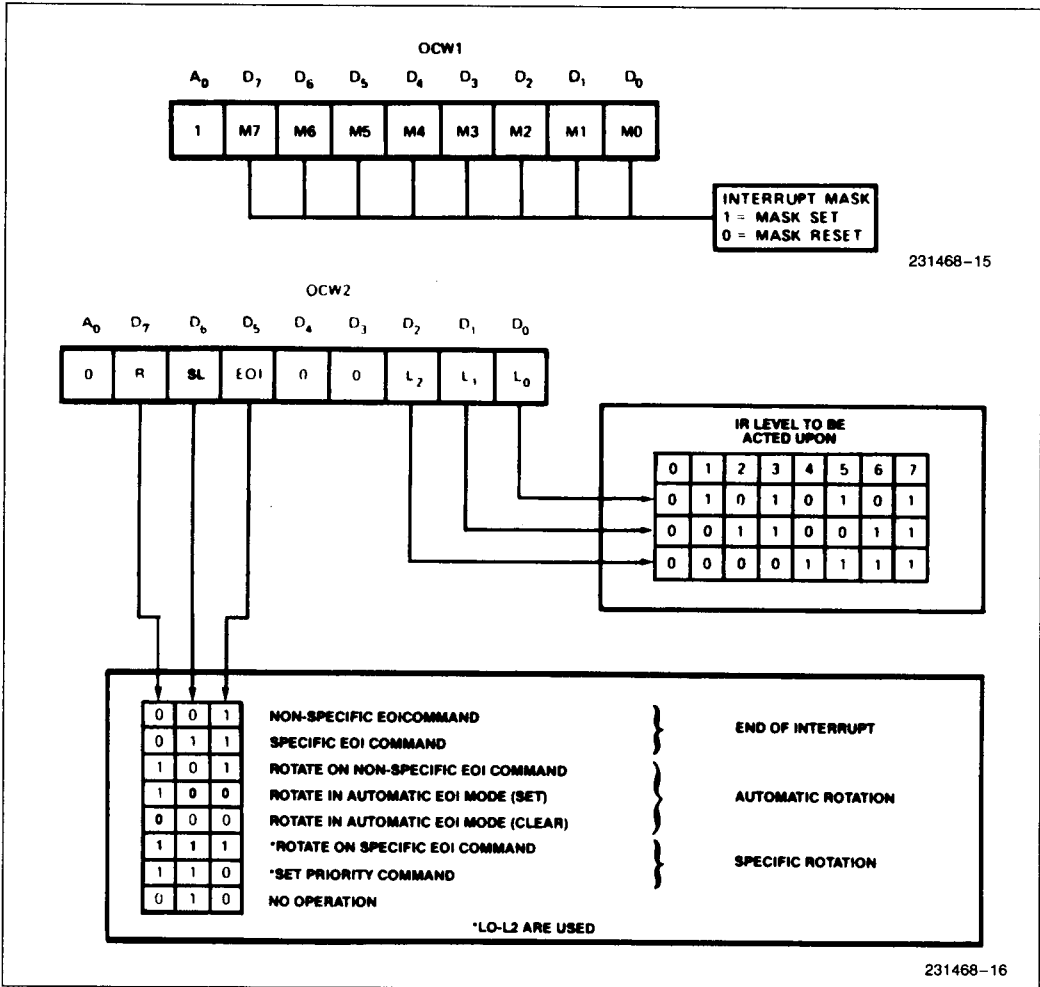 OCW1
A0 D7 D6 D5 D4 D3 D2 D1 D0
1 M7 M6 M5 M4 M3 M2 M1 M0
INTERRUPT MASK
1 = MASK SET
0 = MASK RESET
231468-15
OCW2
A0 D7 D6 D5 D4 D3 D2 D1 D0
0 R SL EOI 0 0 L2 L1 L0
IR LEVEL TO BE
ACTED UPON
0 1 2 3 4 5 6 7
0 1 0 1 0 1 0 1
0 0 1 1 0 0 1 1
0 0 0 0 1 1 1 1
0 0 1 NON-SPECIFIC EOICOMMAND
0 1 1 SPECIFIC EOI COMMAND
END OF INTERRUPT
1 0 1 ROTATE ON NON-SPECIFIC EOI COMMAND
1 0 0 ROTATE IN AUTOMATIC EOI MODE (SET)
0 0 0 ROTATE IN AUTOMATIC EOI MODE (CLEAR)
AUTOMATIC ROTATION
1 1 1 *ROTATE ON SPECIFIC EOI COMMAND
1 1 0 *SET PRIORITY COMMAND
SPECIFIC ROTATION
0 1 0 NO OPERATION
*LO-L2 ARE USED
231468-16